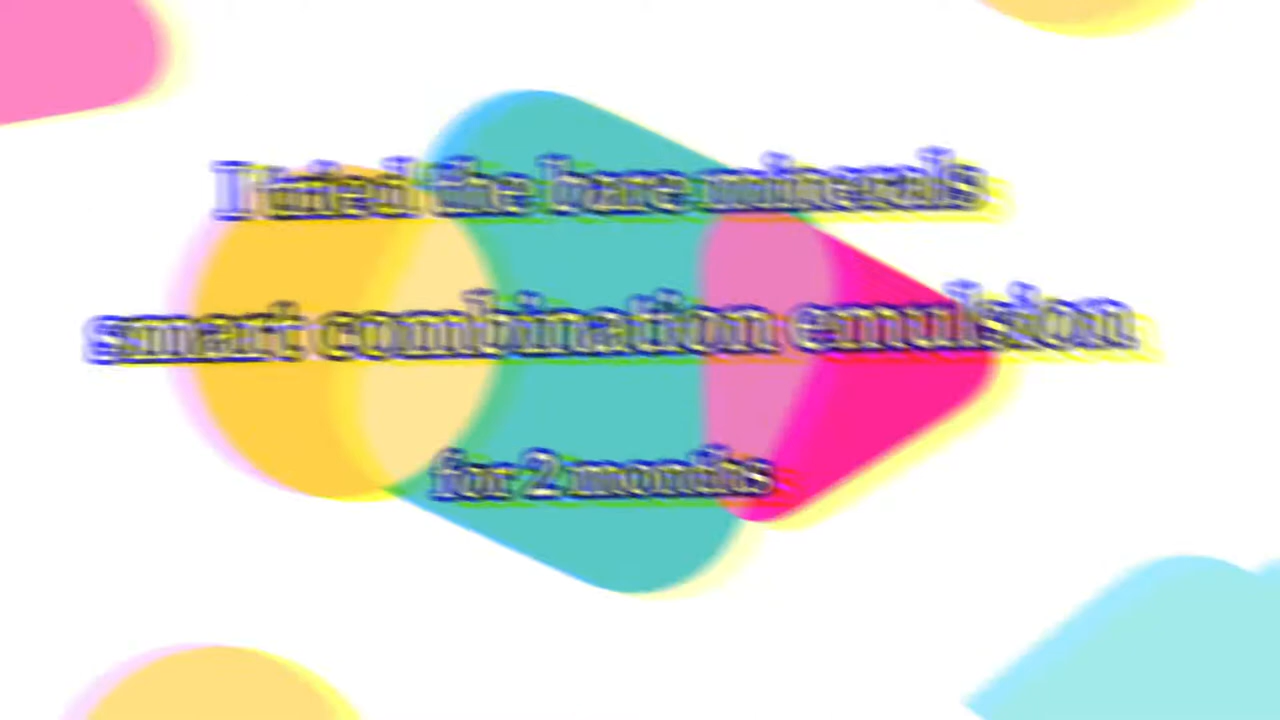 I tried the bare minerals
smart combination emulsion
for 2 months